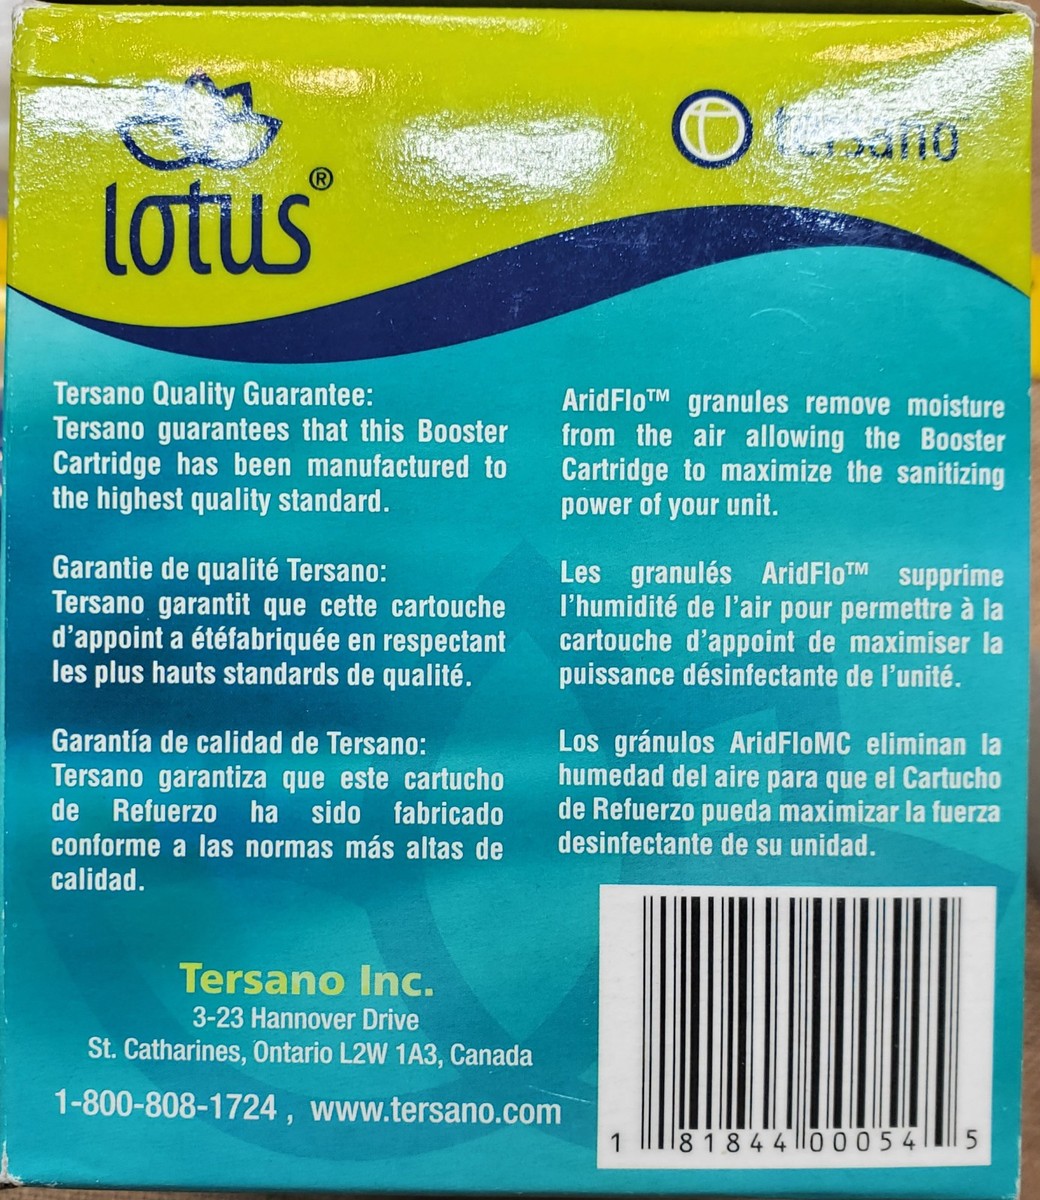 lotus®
tersano
Tersano Quality Guarantee:
Tersano guarantees that this Booster
Cartridge has been manufactured to
the highest quality standard.
AridFlo™ granules remove moisture
from the air allowing the Booster
Cartridge to maximize the sanitizing
power of your unit.
Garantie de qualité Tersano:
Tersano garantit que cette cartouche
d'appoint a étéfabriquée en respectant
les plus hauts standards de qualité.
Les granulés AridFlo™ supprime
l'humidité de l'air pour permettre à la
cartouche d'appoint de maximiser la
puissance désinfectante de l'unité.
Garantía de calidad de Tersano:
Tersano garantiza que este cartucho
de Refuerzo ha sido fabricado
conforme a las normas más altas de
calidad.
Los gránulos AridFloMC eliminan la
humedad del aire para que el Cartucho
de Refuerzo pueda maximizar la fuerza
desinfectante de su unidad.
Tersano Inc.
3-23 Hannover Drive
St. Catharines, Ontario L2W 1A3, Canada
1-800-808-1724 , www.tersano.com
1 81844 00054 5